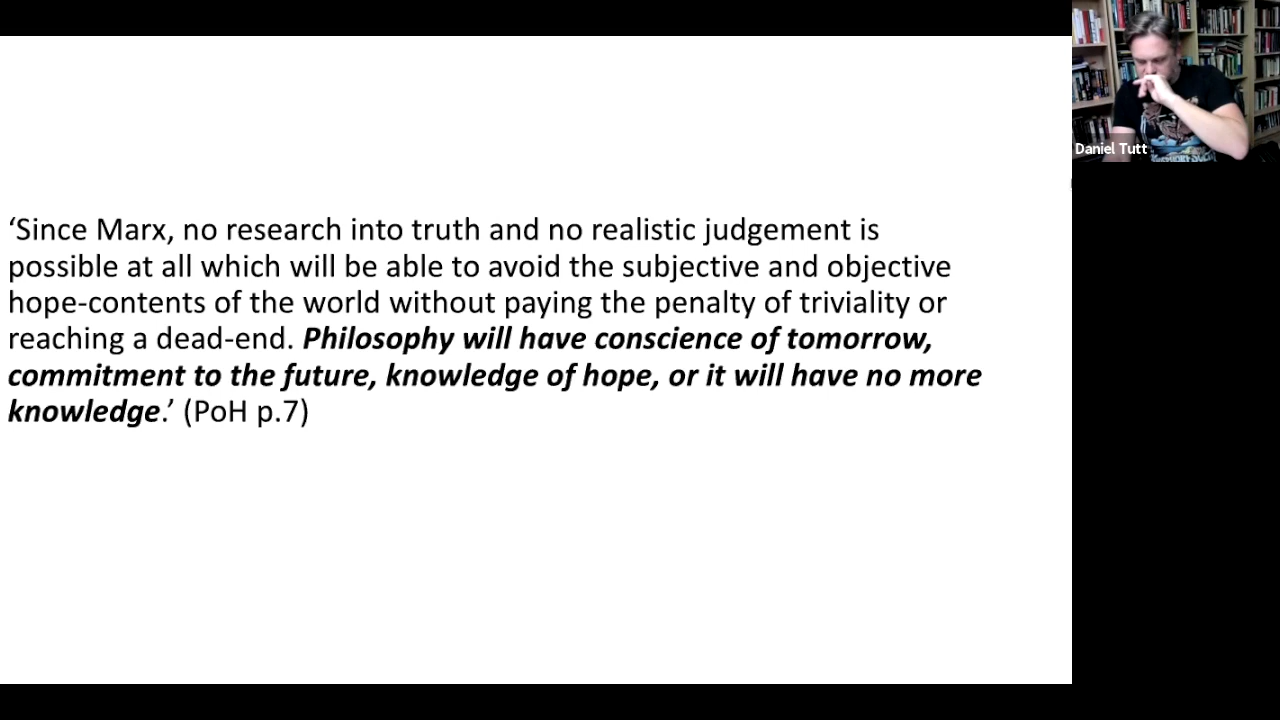 ‘Since Marx, no research into truth and no realistic judgement is
possible at all which will be able to avoid the subjective and objective
hope-contents of the world without paying the penalty of triviality or
reaching a dead-end. Philosophy will have conscience of tomorrow,
commitment to the future, knowledge of hope, or it will have no more
knowledge.’ (PoH p.7)
Daniel Tutt